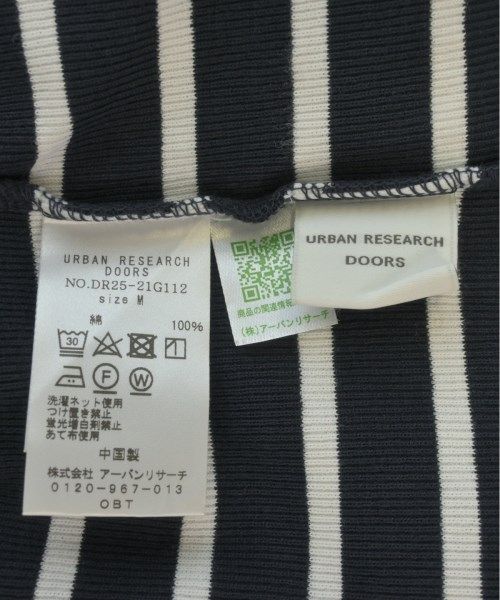 URBAN RESEARCH
DOORS
NO.DR25-21G112
size M
綿 100%
30
F W
洗濯ネット使用
つけ置き禁止
蛍光増白剤禁止
あて布使用
中国製
株式会社 アーバンリサーチ
0120-967-013
OBT
商品の関連情報
(株)アーバンリサーチ
URBAN RESEARCH
DOORS